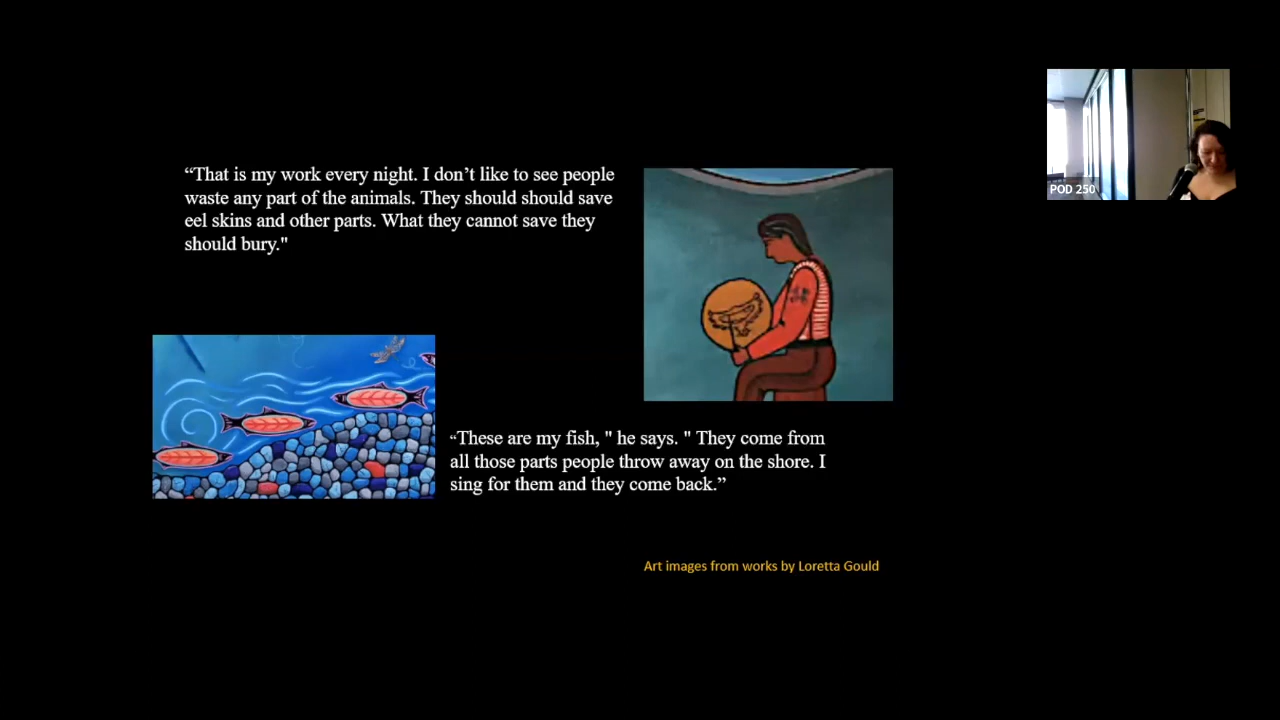 “That is my work every night. I don’t like to see people
waste any part of the animals. They should should save
eel skins and other parts. What they cannot save they
should bury."
POD 250
“These are my fish, " he says. " They come from
all those parts people throw away on the shore. I
sing for them and they come back.”
Art images from works by Loretta Gould